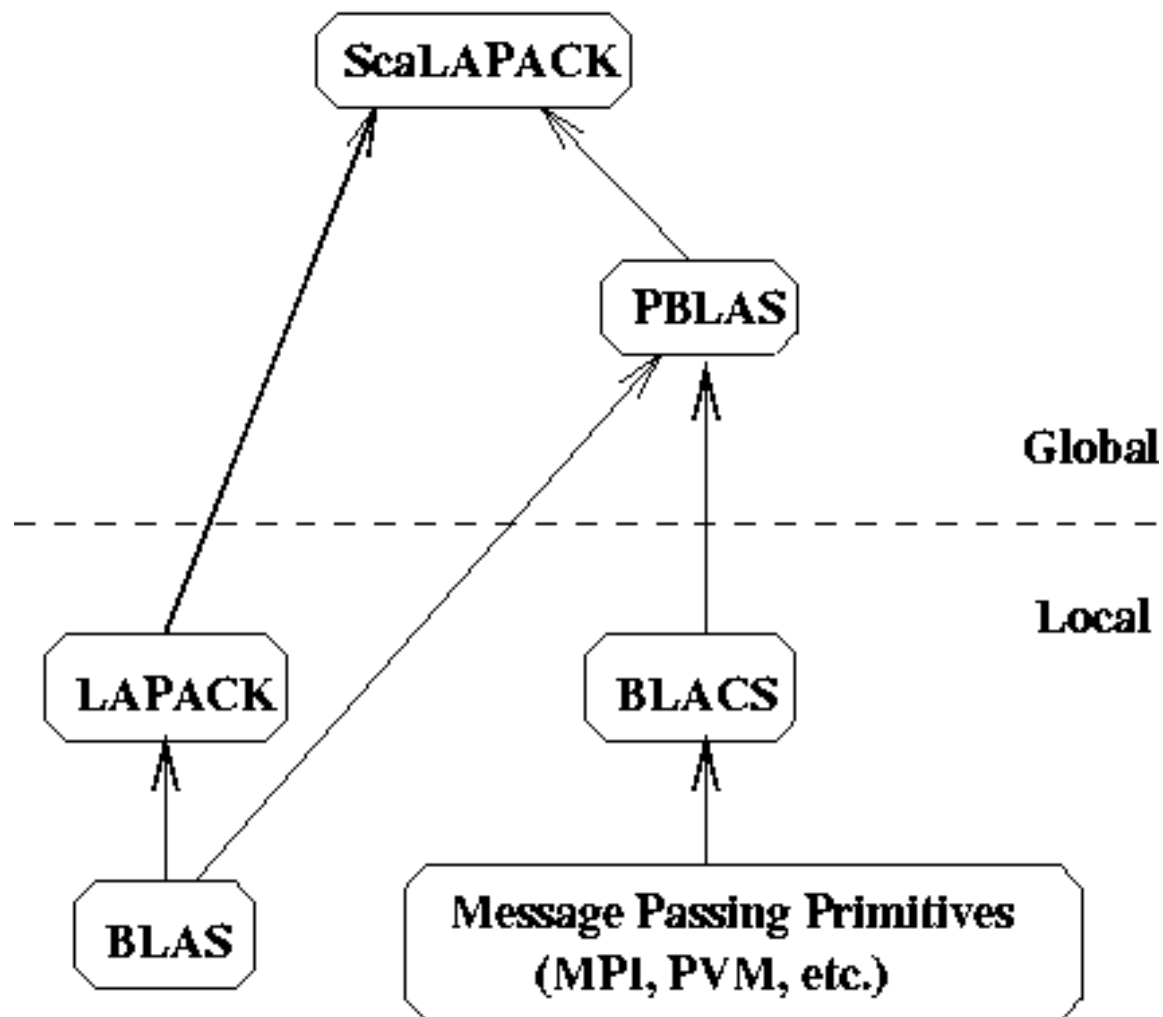 ScaLAPACK
PBLAS
Global
Local
LAPACK
BLACS
BLAS
Message Passing Primitives
(MPI, PVM, etc.)